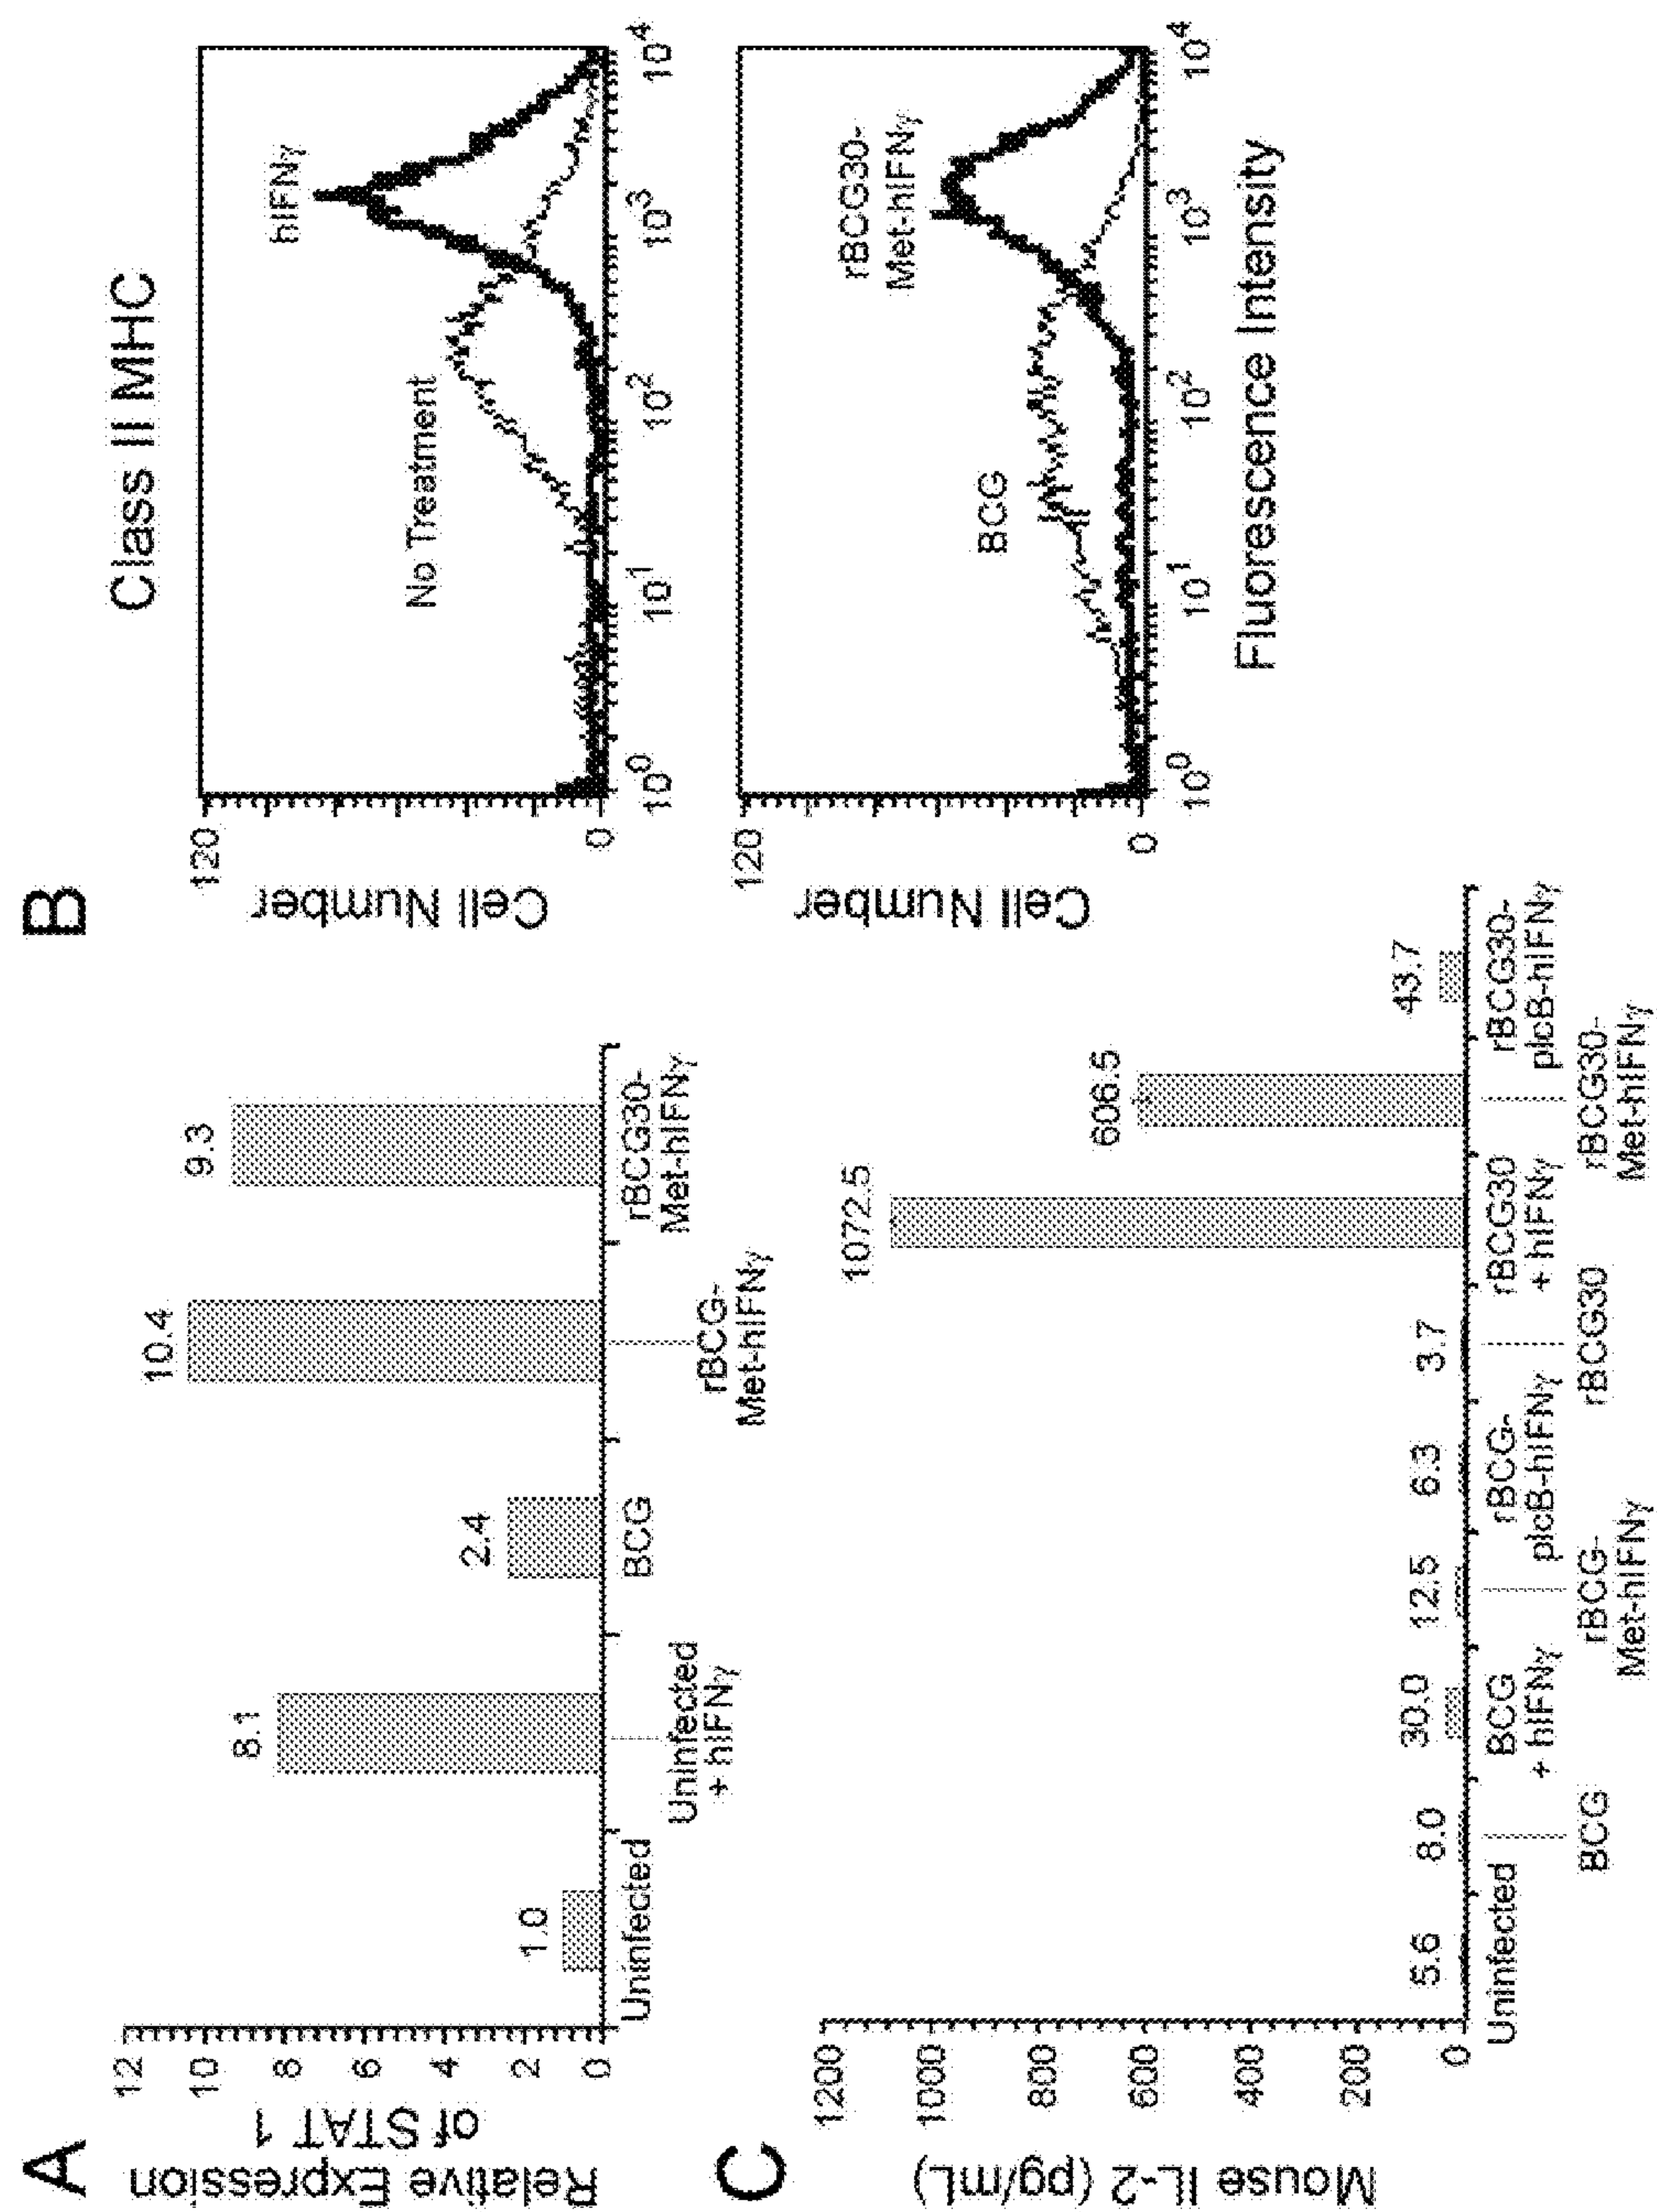 A
Relative Expression
of STAT 1
12
10
8
6
4
2
0
1.0
8.1
2.4
10.4
9.3
Uninfected
Uninfected
+ hIFNγ
BCG
rBCG-
Met-hIFNγ
rBCG30-
Met-hIFNγ
B
Class II MHC
Cell Number
120
0
No Treatment
hIFNγ
10⁰
10¹
10²
10³
10⁴
Cell Number
120
0
BCG
rBCG30-
Met-hIFNγ
10⁰
10¹
10²
10³
10⁴
Fluorescence Intensity
C
Mouse IL-2 (pg/mL)
1200
1000
800
600
400
200
0
5.6
8.0
30.0
12.5
6.3
3.7
1072.5
606.5
43.7
Uninfected
BCG
BCG
+ hIFNγ
rBCG-
Met-hIFNγ
rBCG-
plcB-hIFNγ
rBCG30
rBCG30
+ hIFNγ
rBCG30-
Met-hIFNγ
rBCG30-
plcB-hIFNγ